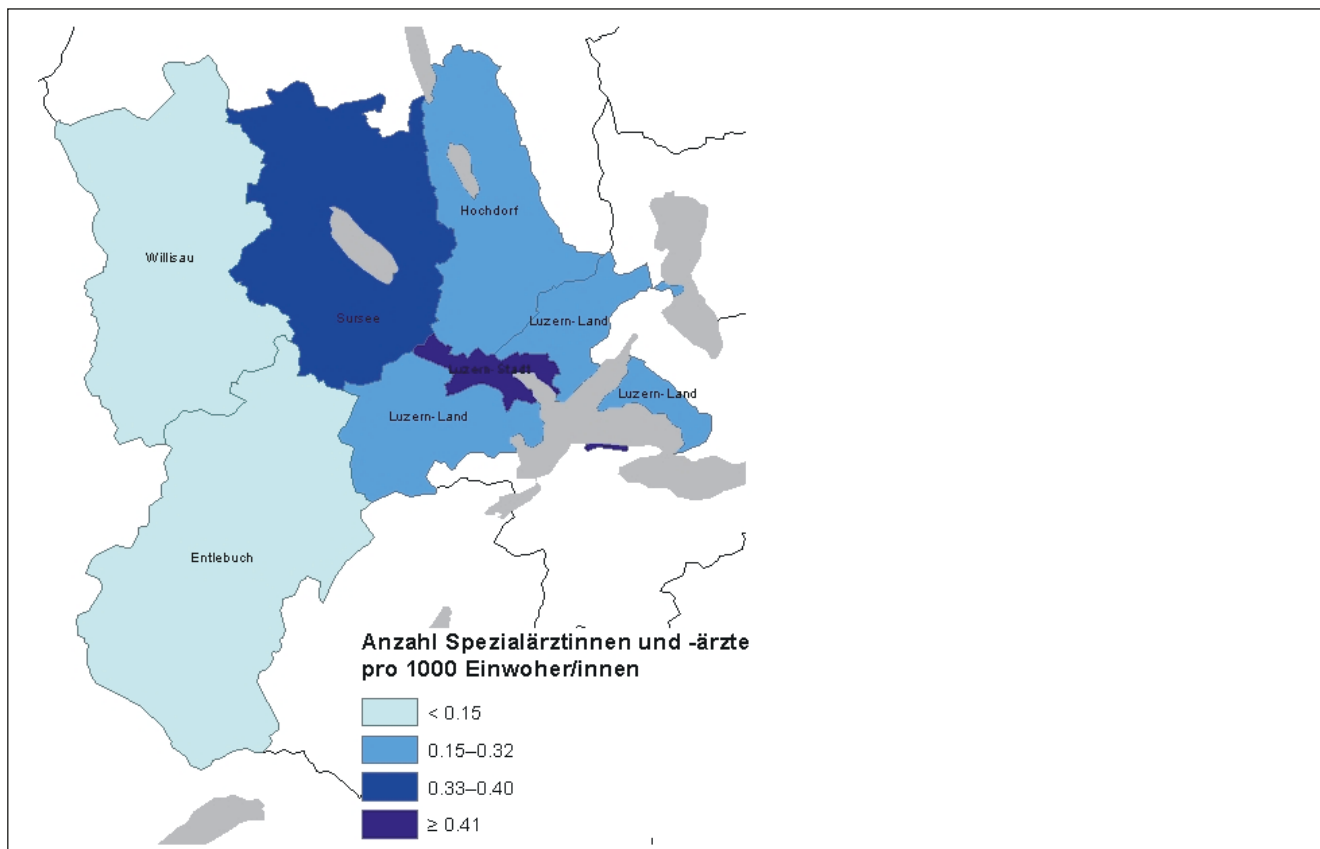 Hochdorf
Willisau
Sursee
Luzern-Land
Luzern-Stadt
Luzern-Land
Luzern-Land
Entlebuch
Anzahl Spezialärztinnen und -ärzte
pro 1000 Einwoher/innen
< 0.15
0.15–0.32
0.33–0.40
≥ 0.41